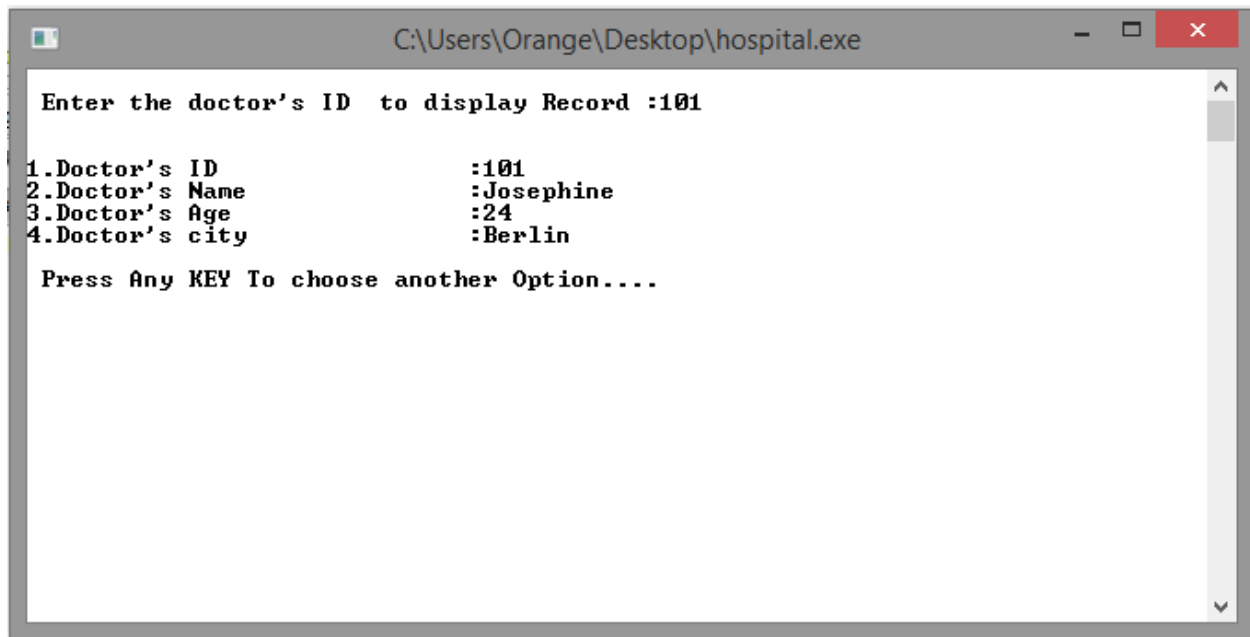 C:\Users\Orange\Desktop\hospital.exe
Enter the doctor's ID  to display Record :101
1.Doctor's ID :101
2.Doctor's Name :Josephine
3.Doctor's Age :24
4.Doctor's city :Berlin
Press Any KEY To choose another Option....